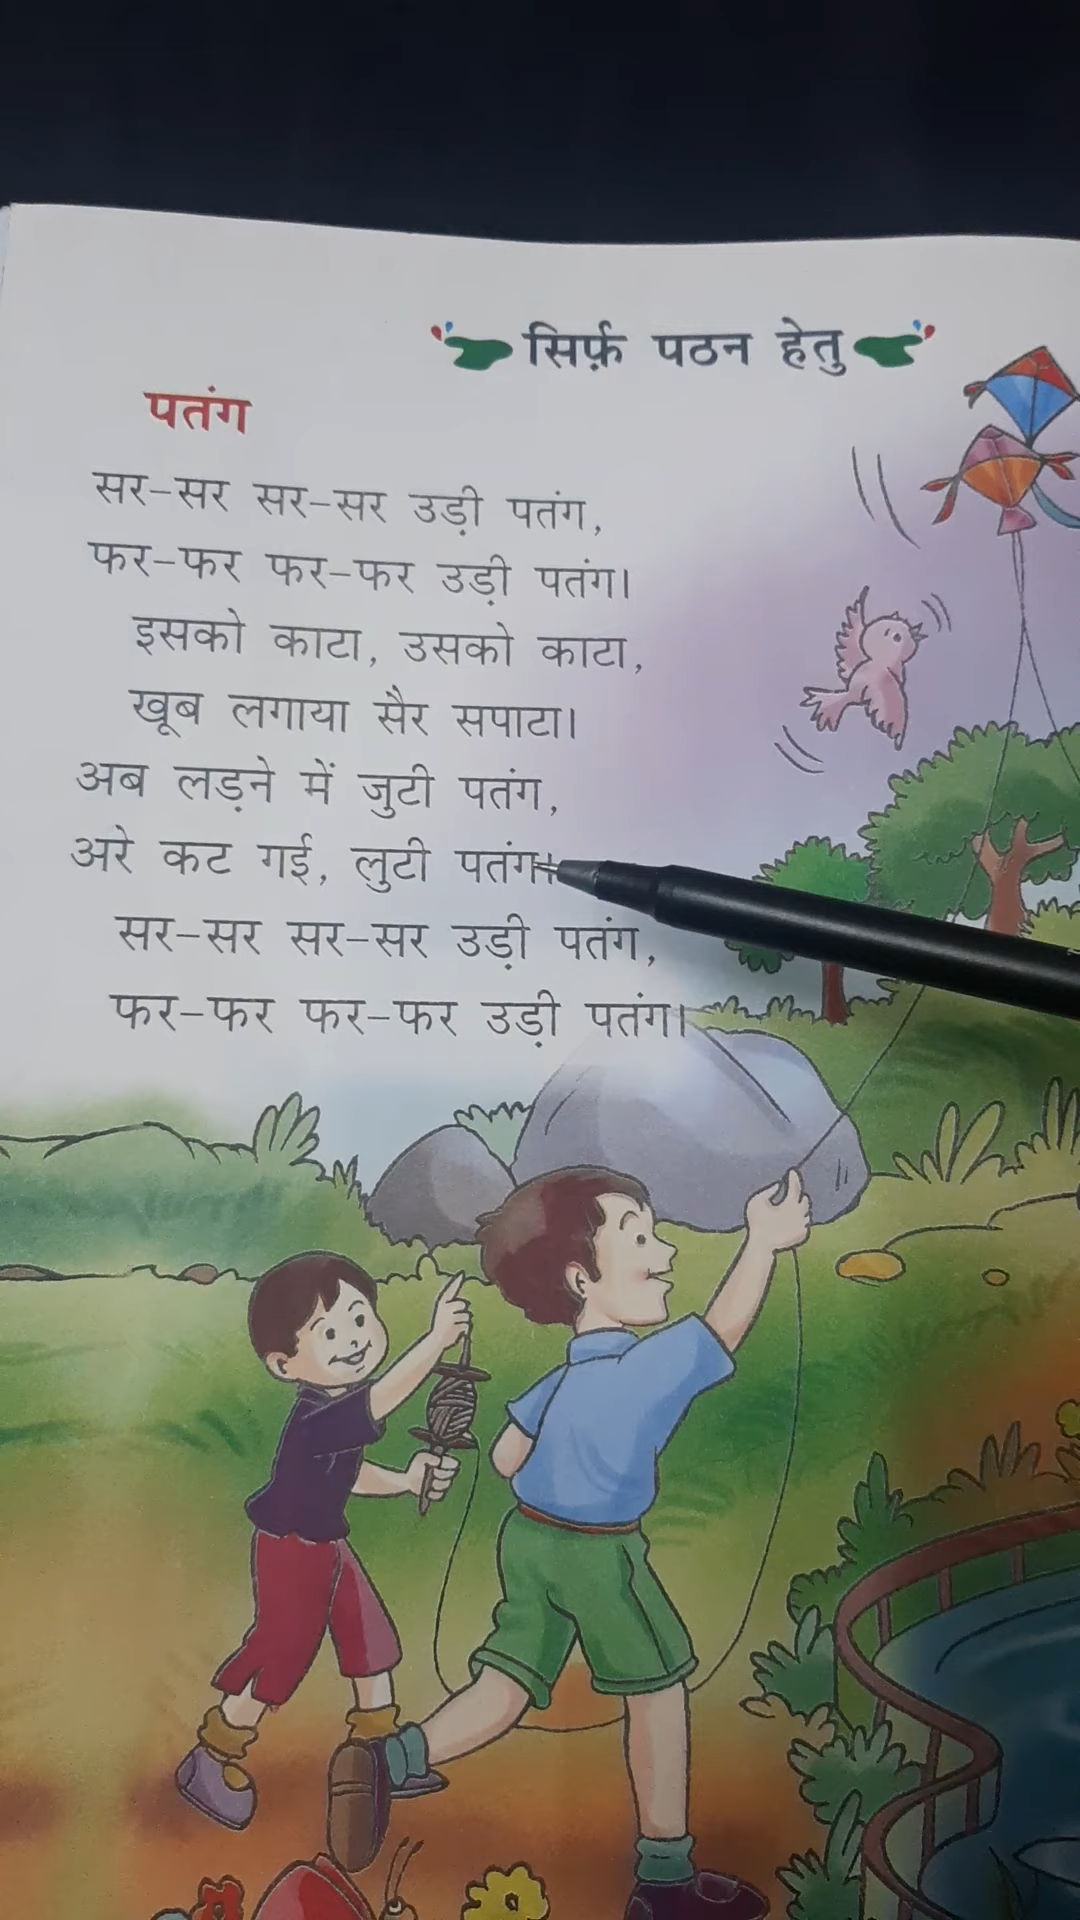 सिर्फ़ पठन हेतु
पतंग
सर-सर सर-सर उड़ी पतंग,
फर-फर फर-फर उड़ी पतंग।
इसको काटा, उसको काटा,
खूब लगाया सैर सपाटा।
अब लड़ने में जुटी पतंग,
अरे कट गई, लुटी पतंग।
सर-सर सर-सर उड़ी पतंग,
फर-फर फर-फर उड़ी पतंग।